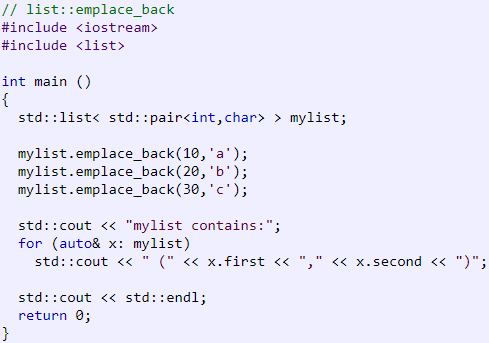 // list::emplace_back
#include <iostream>
#include <list>

int main ()
{
  std::list< std::pair<int,char> > mylist;

  mylist.emplace_back(10,'a');
  mylist.emplace_back(20,'b');
  mylist.emplace_back(30,'c');

  std::cout << "mylist contains:";
  for (auto& x: mylist)
    std::cout << " (" << x.first << "," << x.second << ")";

  std::cout << std::endl;
  return 0;
}